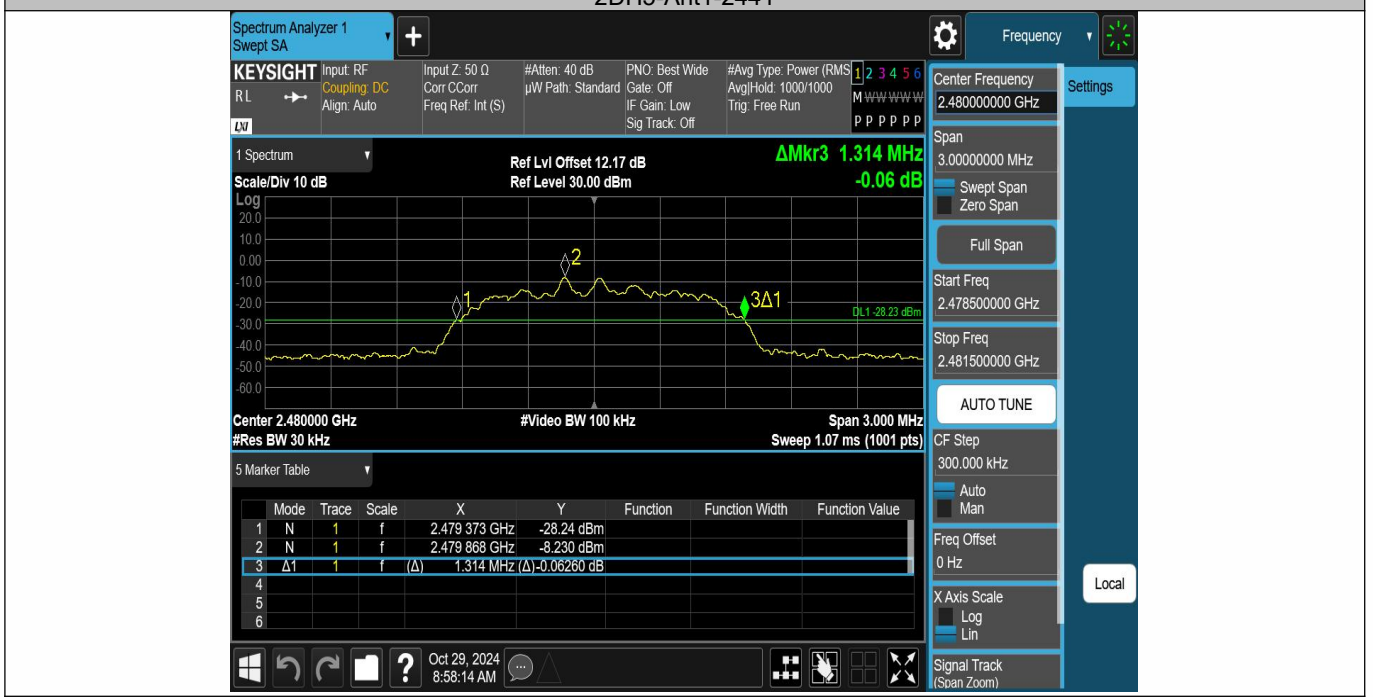 2DH5-Ant1-2441
Spectrum Analyzer 1
Swept SA
+
Frequency
KEYSIGHT
RL
LXI
Input: RF
Coupling: DC
Align: Auto
Input Z: 50 Ω
Corr CCorr
Freq Ref: Int (S)
#Atten: 40 dB
µW Path: Standard
PNO: Best Wide
Gate: Off
IF Gain: Low
Sig Track: Off
#Avg Type: Power (RMS
Avg|Hold: 1000/1000
Trig: Free Run
1 2 3 4 5 6
M W W W W W
P P P P P P
1 Spectrum
Scale/Div 10 dB
Ref Lvl Offset 12.17 dB
Ref Level 30.00 dBm
ΔMkr3 1.314 MHz
-0.06 dB
Log
20.0
10.0
0.00
-10.0
-20.0
-30.0
-40.0
-50.0
-60.0
1
2
3Δ1
DL1 -28.23 dBm
Center 2.480000 GHz
#Video BW 100 kHz
Span 3.000 MHz
#Res BW 30 kHz
Sweep 1.07 ms (1001 pts)
5 Marker Table
Mode Trace Scale X Y Function Function Width Function Value
1 N 1 f 2.479 373 GHz -28.24 dBm
2 N 1 f 2.479 868 GHz -8.230 dBm
3 Δ1 1 f (Δ) 1.314 MHz (Δ) -0.06260 dB
4
5
6
?
Oct 29, 2024
8:58:14 AM
Center Frequency
2.480000000 GHz
Span
3.00000000 MHz
Swept Span
Zero Span
Full Span
Start Freq
2.478500000 GHz
Stop Freq
2.481500000 GHz
AUTO TUNE
CF Step
300.000 kHz
Auto
Man
Freq Offset
0 Hz
X Axis Scale
Log
Lin
Signal Track
(Span Zoom)
Settings
Local